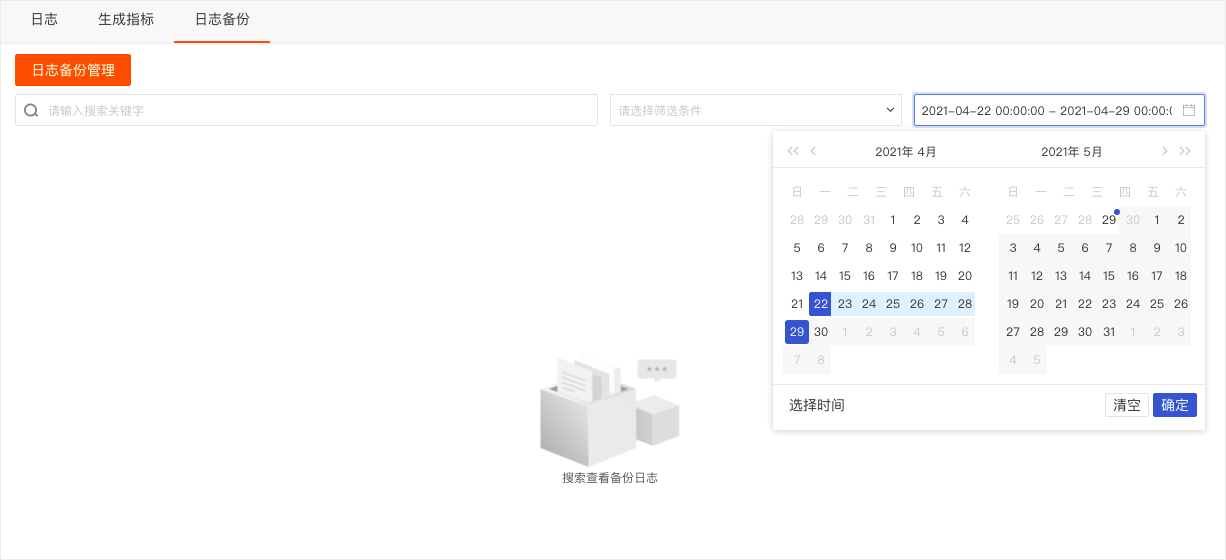 日志 生成指标 日志备份
日志备份管理
请输入搜索关键字 请选择筛选条件 2021-04-22 00:00:00 - 2021-04-29 00:00:0
2021年 4月 2021年 5月
日 一 二 三 四 五 六 日 一 二 三 四 五 六
28 29 30 31 1 2 3 4 25 26 27 28 29 30 1 2
5 6 7 8 9 10 11 12 3 4 5 6 7 8 9 10
13 14 15 16 17 18 19 20 11 12 13 14 15 16 17 18
21 22 23 24 25 26 27 28 19 20 21 22 23 24 25 26
29 30 1 2 3 4 5 6 27 28 29 30 31 1 2 3
7 8 4 5
选择时间 清空 确定
搜索查看备份日志